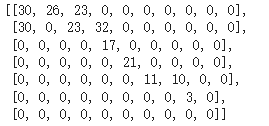 [[30, 26, 23, 0, 0, 0, 0, 0, 0, 0],
[30, 0, 23, 32, 0, 0, 0, 0, 0, 0],
[0, 0, 0, 0, 17, 0, 0, 0, 0, 0],
[0, 0, 0, 0, 0, 21, 0, 0, 0, 0],
[0, 0, 0, 0, 0, 0, 11, 10, 0, 0],
[0, 0, 0, 0, 0, 0, 0, 0, 3, 0],
[0, 0, 0, 0, 0, 0, 0, 0, 0, 0]]